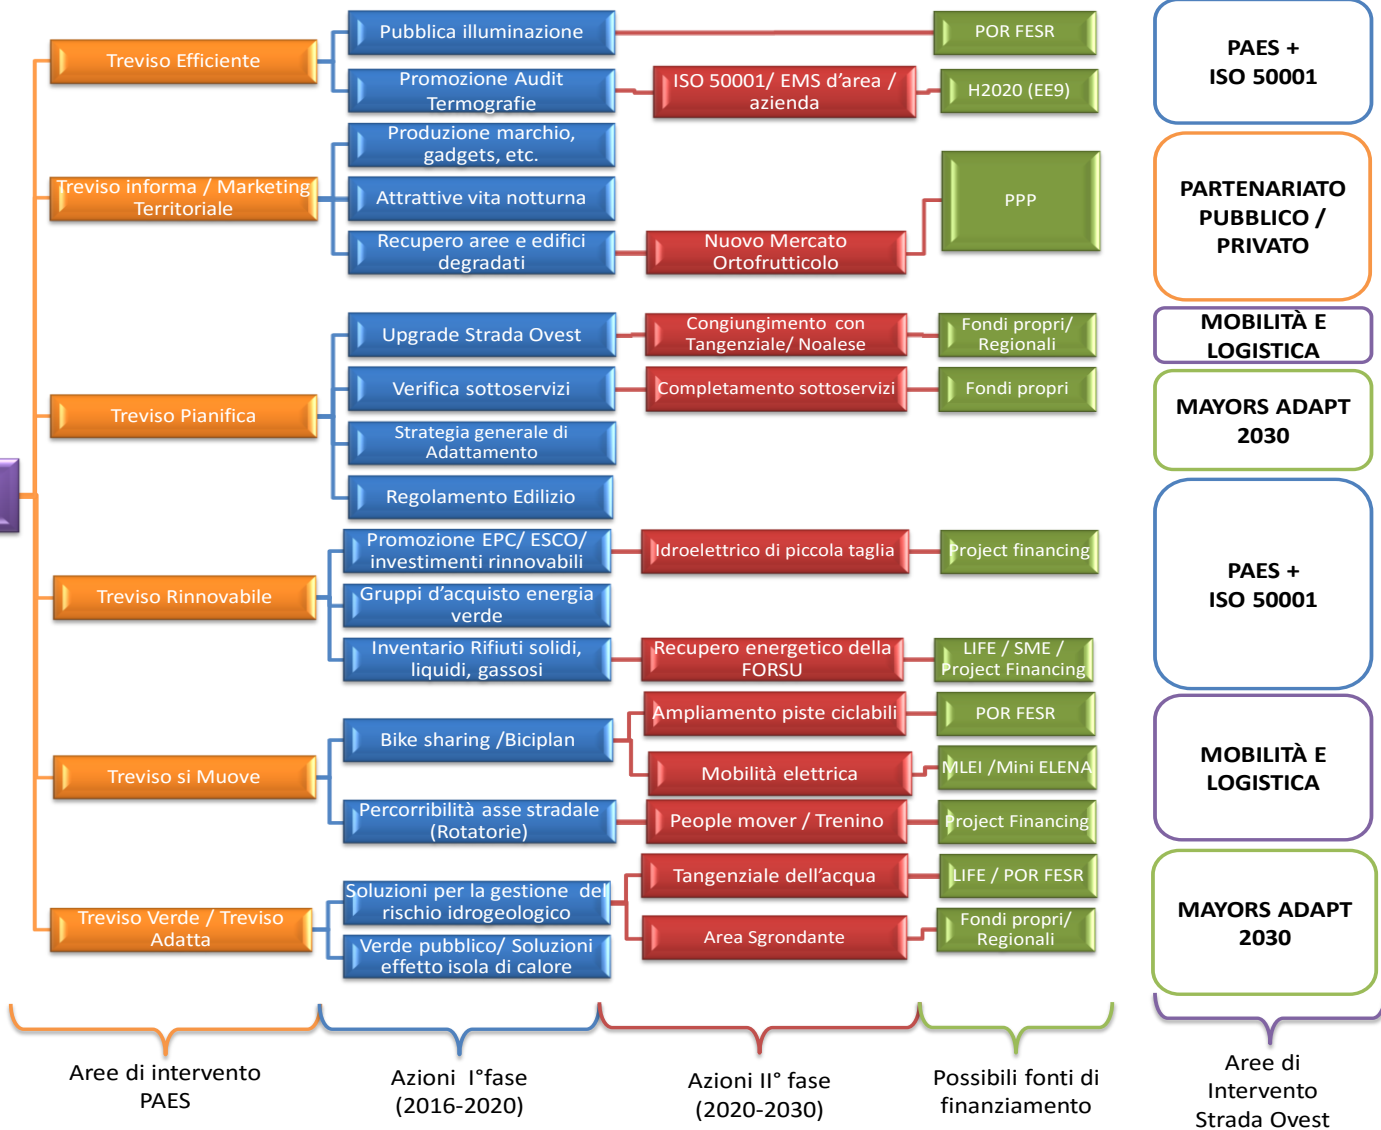 Treviso Efficiente
Pubblica illuminazione
POR FESR
Promozione Audit
Termografie
ISO 50001/ EMS d'area /
azienda
H2020 (EE9)
PAES +
ISO 50001
Treviso informa / Marketing
Territoriale
Produzione marchio,
gadgets, etc.
Attrattive vita notturna
Recupero aree e edifici
degradati
Nuovo Mercato
Ortofrutticolo
PPP
PARTENARIATO
PUBBLICO /
PRIVATO
Treviso Pianifica
Upgrade Strada Ovest
Congiungimento con
Tangenziale/ Noalese
Fondi propri/
Regionali
MOBILITÀ E
LOGISTICA
Verifica sottoservizi
Completamento sottoservizi
Fondi propri
Strategia generale di
Adattamento
Regolamento Edilizio
MAYORS ADAPT
2030
Treviso Rinnovabile
Promozione EPC/ ESCO/
investimenti rinnovabili
Idroelettrico di piccola taglia
Project financing
Gruppi d'acquisto energia
verde
Inventario Rifiuti solidi,
liquidi, gassosi
Recupero energetico della
FORSU
LIFE / SME /
Project Financing
PAES +
ISO 50001
Treviso si Muove
Bike sharing /Biciplan
Ampliamento piste ciclabili
POR FESR
Mobilità elettrica
MLEI /Mini ELENA
Percorribilità asse stradale
(Rotatorie)
People mover / Trenino
Project Financing
MOBILITÀ E
LOGISTICA
Treviso Verde / Treviso
Adatta
Soluzioni per la gestione del
rischio idrogeologico
Tangenziale dell'acqua
LIFE / POR FESR
Area Sgrondante
Fondi propri/
Regionali
Verde pubblico/ Soluzioni
effetto isola di calore
MAYORS ADAPT
2030
Aree di intervento
PAES
Azioni I°fase
(2016-2020)
Azioni II° fase
(2020-2030)
Possibili fonti di
finanziamento
Aree di
Intervento
Strada Ovest